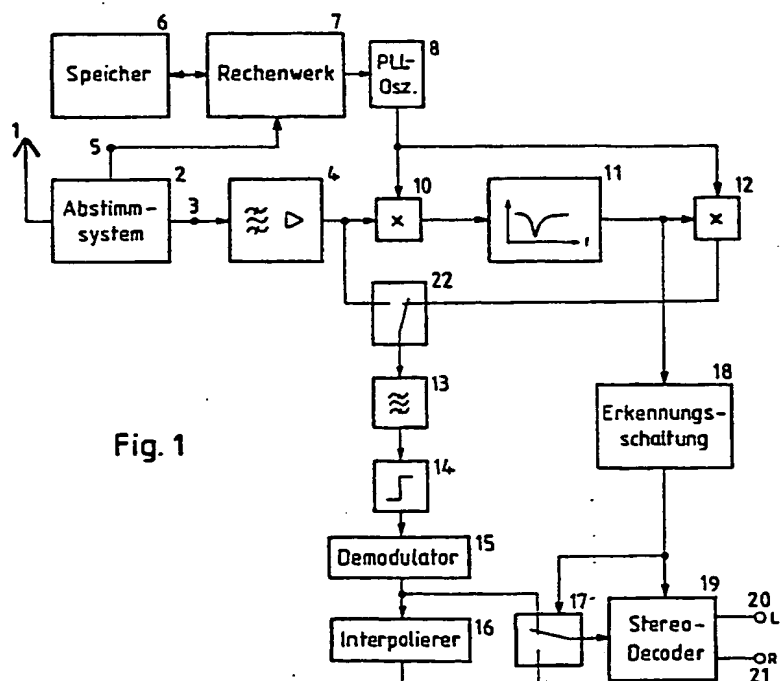 6
7
8
Speicher
Rechenwerk
PLL-
Osz.
1
5
2
3
4
10
11
12
Abstimm-
system
x
f
x
22
13
18
Erkennungs-
schaltung
Fig. 1
14
15
Demodulator
16
17
19
20
Interpolierer
Stereo-
Decoder
L
R
21